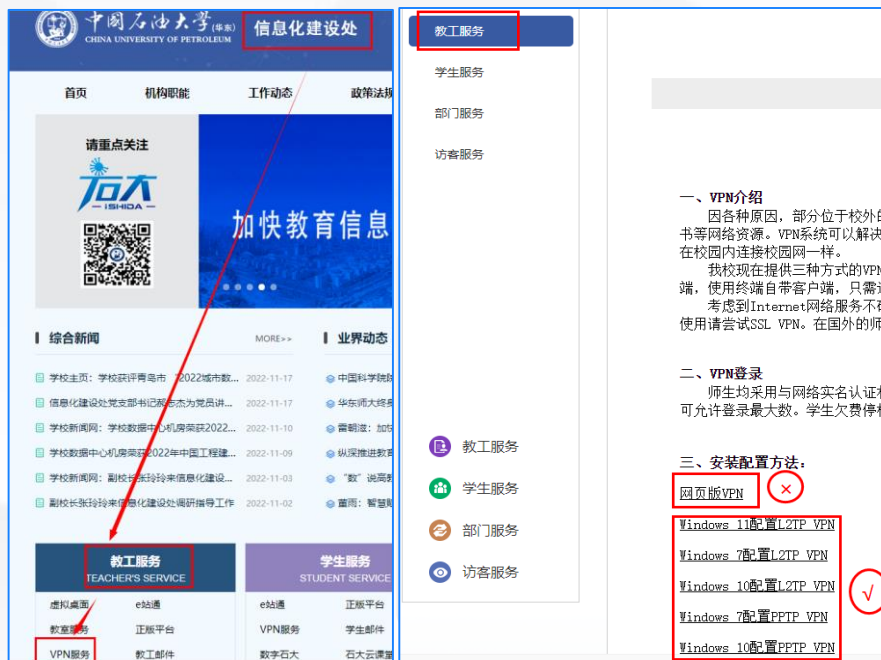 中国石油大学(华东)
CHINA UNIVERSITY OF PETROLEUM
信息化建设处
首页 机构职能 工作动态 政策法规
请重点关注
石大
- iSHIDA -
加快教育信息
综合新闻 MORE>> 业界动态
学校主页：学校获评青岛市“2022城市数... 2022-11-17
中国科学院
信息化建设处党支部书记郝志杰为党员讲... 2022-11-17
华东师大终身
学校新闻网：学校数据中心机房荣获2022... 2022-11-10
雷朝滋：加快
学校数据中心机房荣获2022年中国工程建... 2022-11-09
纵深推进教育
学校新闻网：副校长张玲玲来信息化建设... 2022-11-03
“数”说高教
副校长张玲玲来信息化建设处调研指导工作 2022-11-02
董雨：智慧
教工服务 学生服务
TEACHER'S SERVICE STUDENT SERVICE
虚拟桌面 e站通 e站通 正版平台
教室服务 正版平台 VPN服务 学生邮件
VPN服务 教工邮件 数字石大 石大云课堂
教工服务
学生服务
部门服务
访客服务
教工服务
学生服务
部门服务
访客服务
一、VPN介绍
因各种原因，部分位于校外的
书等网络资源。VPN系统可以解决
在校园内连接校园网一样。
我校现在提供三种方式的VPN
端，使用终端自带客户端，只需
考虑到Internet网络服务不
使用请尝试SSL VPN。在国外的师
二、VPN登录
师生均采用与网络实名认证
可允许登录最大数。学生欠费停
三、安装配置方法：
网页版VPN ×
Windows 11配置L2TP VPN
Windows 7配置L2TP VPN
Windows 10配置L2TP VPN
√
Windows 7配置PPTP VPN
Windows 10配置PPTP VPN